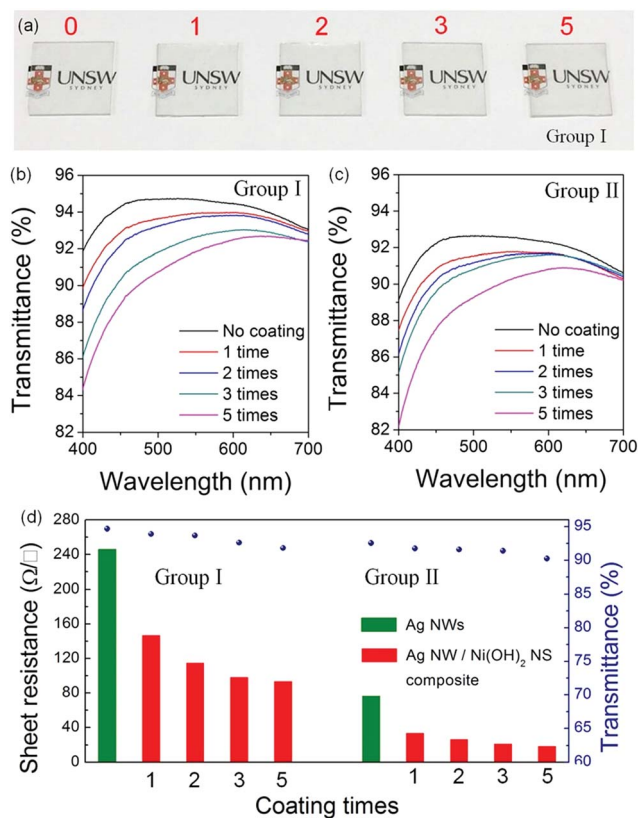 (a) 0 1 2 3 5
UNSW UNSW UNSW UNSW UNSW
SYDNEY SYDNEY SYDNEY SYDNEY SYDNEY
Group I
(b)
Group I
Transmittance (%)
96
94
92
90
88
86
84
82
No coating
1 time
2 times
3 times
5 times
400 500 600 700
Wavelength (nm)
(c)
Group II
Transmittance (%)
96
94
92
90
88
86
84
82
No coating
1 time
2 times
3 times
5 times
400 500 600 700
Wavelength (nm)
(d)
Sheet resistance (Ω/□)
280
240
200
160
120
80
40
0
Group I
Group II
Ag NWs
Ag NW / Ni(OH)₂ NS
composite
95
90
85
80
75
70
65
60
Transmittance (%)
1 2 3 5 1 2 3 5
Coating times